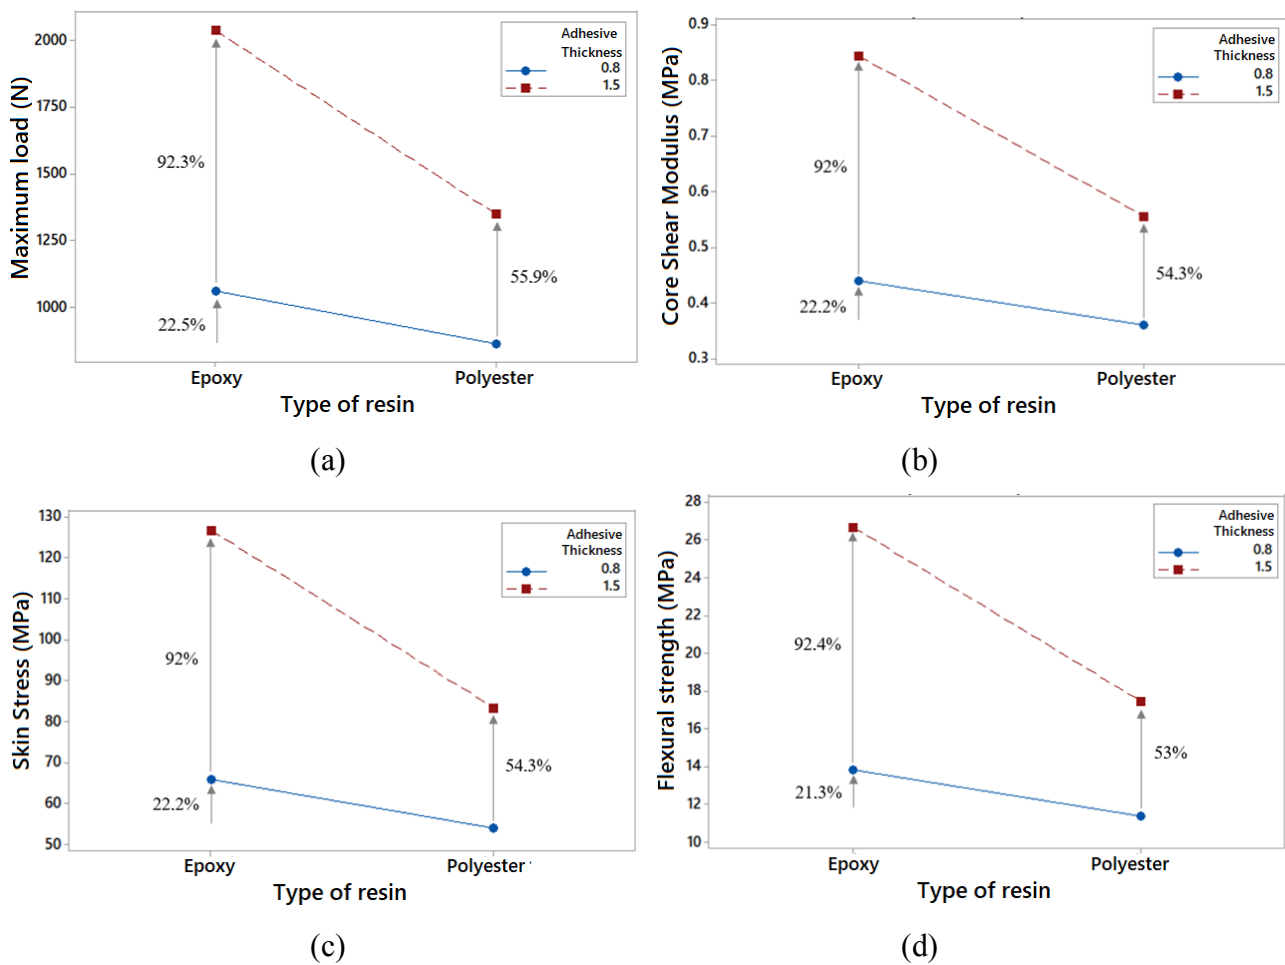 Maximum load (N)
2000
1750
1500
1250
1000
Adhesive
Thickness
0.8
1.5
92.3%
22.5%
55.9%
Epoxy
Polyester
Type of resin
(a)
Core Shear Modulus (MPa)
0.9
0.8
0.7
0.6
0.5
0.4
0.3
Adhesive
Thickness
0.8
1.5
92%
22.2%
54.3%
Epoxy
Polyester
Type of resin
(b)
Skin Stress (MPa)
130
120
110
100
90
80
70
60
50
Adhesive
Thickness
0.8
1.5
92%
22.2%
54.3%
Epoxy
Polyester
Type of resin
(c)
Flexural strength (MPa)
28
26
24
22
20
18
16
14
12
10
Adhesive
Thickness
0.8
1.5
92.4%
21.3%
53%
Epoxy
Polyester
Type of resin
(d)